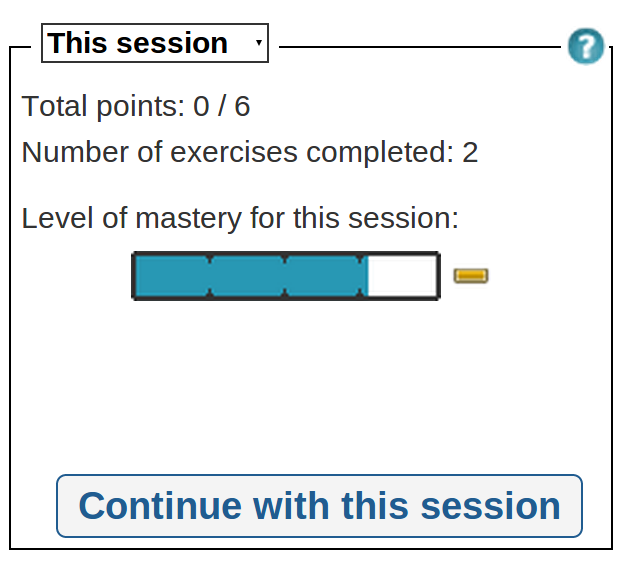 This session
?
Total points: 0 / 6
Number of exercises completed: 2
Level of mastery for this session:
Continue with this session